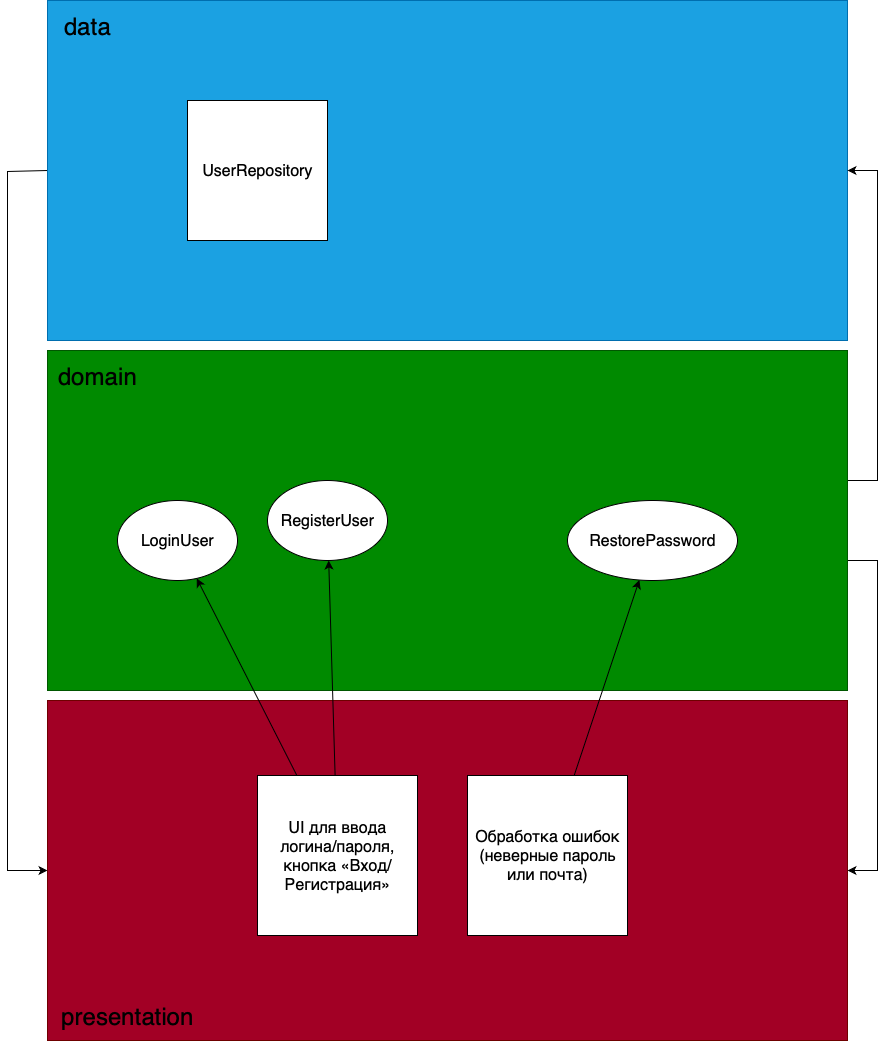 data
UserRepository
domain
LoginUser
RegisterUser
RestorePassword
UI для ввода
логина/пароля,
кнопка «Вход/
Регистрация»
Обработка ошибок
(неверные пароль
или почта)
presentation